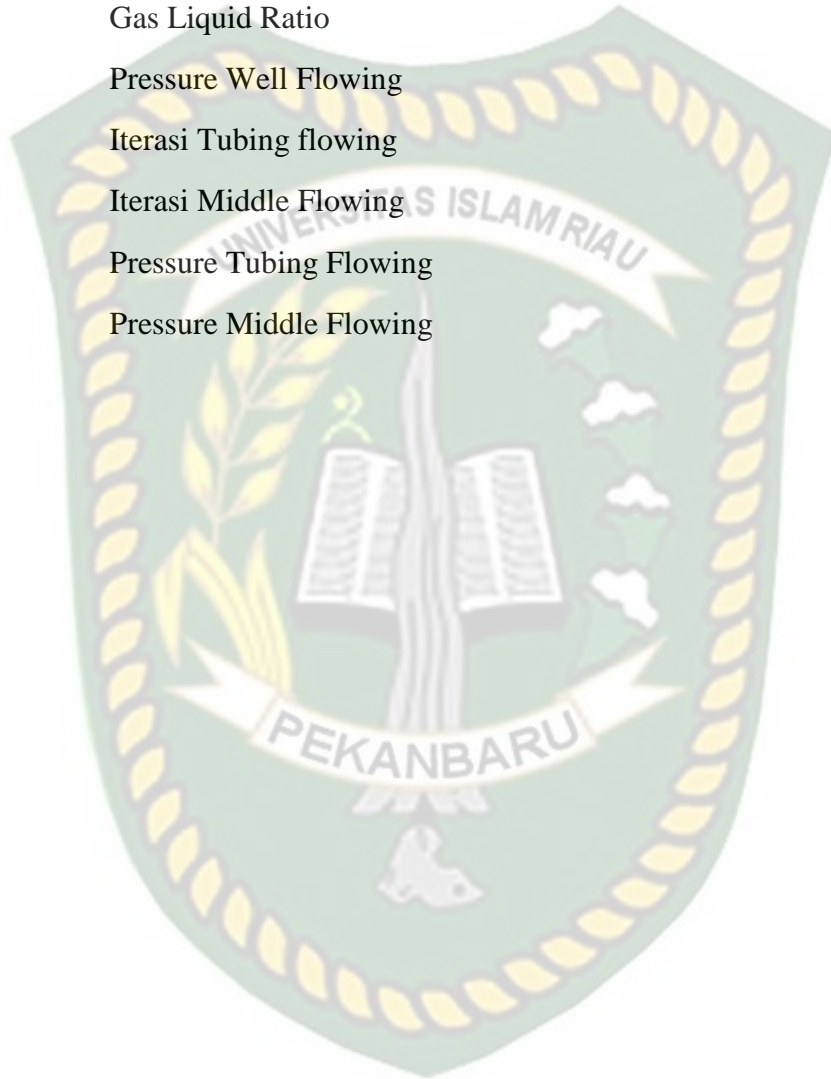 Gas Liquid Ratio
Pressure Well Flowing
Iterasi Tubing flowing
Iterasi Middle Flowing
Pressure Tubing Flowing
Pressure Middle Flowing
UNIVERSITAS ISLAM RIAU
PEKANBARU